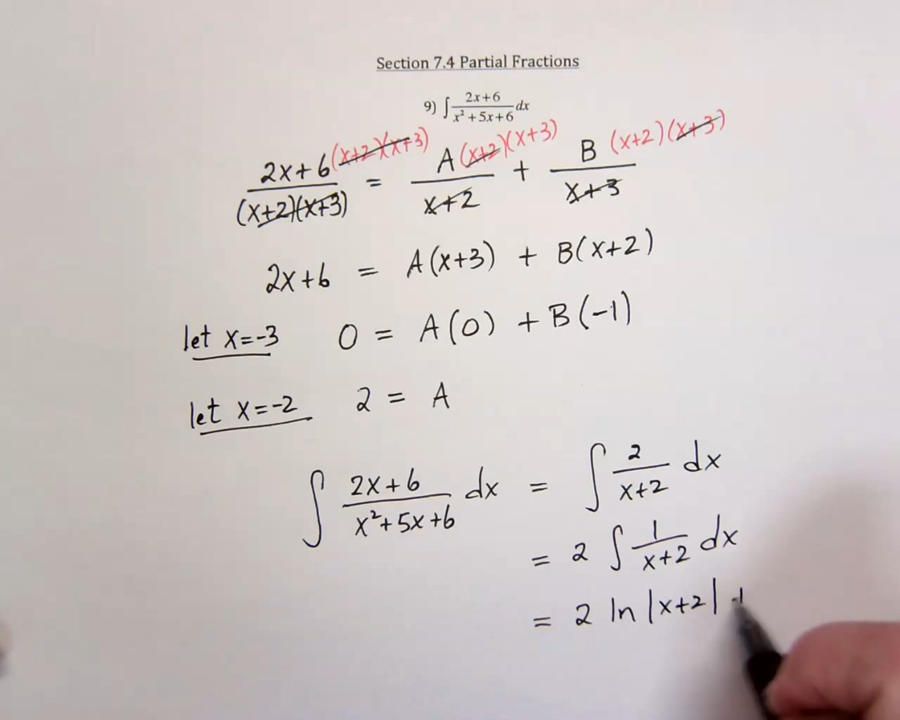 Section 7.4 Partial Fractions
9) ∫ (2x+6)/(x²+5x+6) dx
(2x+6)/((x+2)(x+3)) (x+2)(x+3) = A/(x+2) (x+2)(x+3) + B/(x+3) (x+2)(x+3)
2x+6 = A(x+3) + B(x+2)
let x=-3 0 = A(0) + B(-1)
let x=-2 2 = A
∫ (2x+6)/(x²+5x+6) dx = ∫ 2/(x+2) dx
= 2 ∫ 1/(x+2) dx
= 2 ln |x+2| +